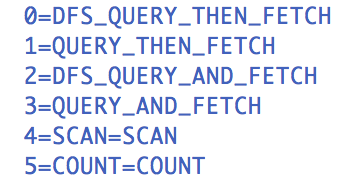 0=DFS_QUERY_THEN_FETCH
1=QUERY_THEN_FETCH
2=DFS_QUERY_AND_FETCH
3=QUERY_AND_FETCH
4=SCAN=SCAN
5=COUNT=COUNT